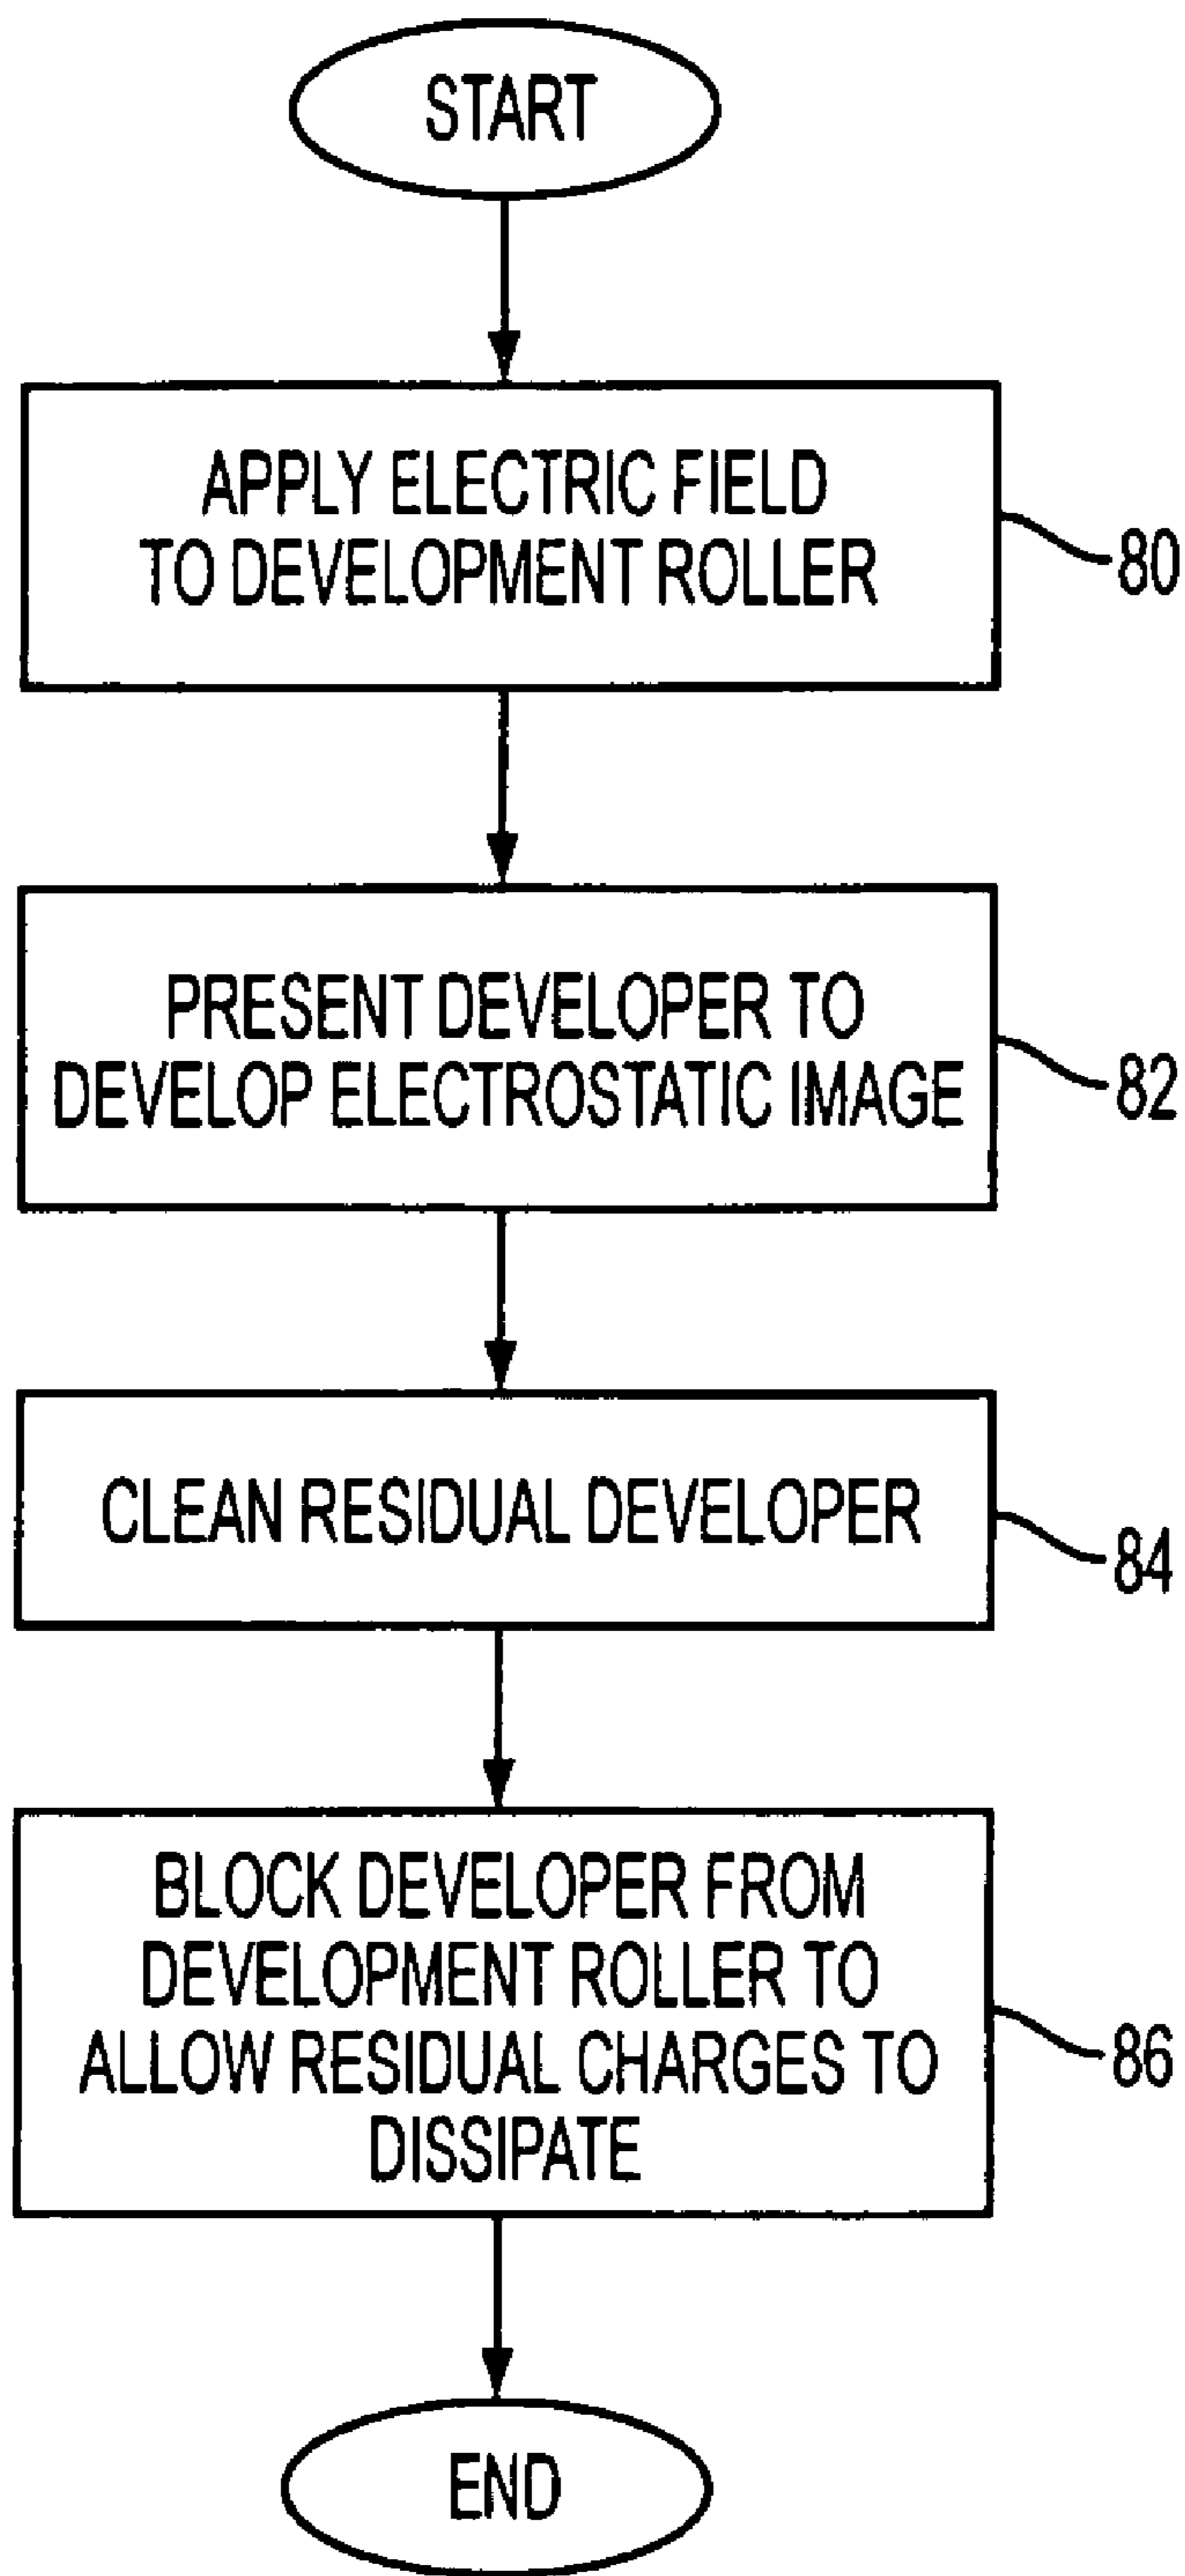 START
APPLY ELECTRIC FIELD
TO DEVELOPMENT ROLLER
80
PRESENT DEVELOPER TO
DEVELOP ELECTROSTATIC IMAGE
82
CLEAN RESIDUAL DEVELOPER
84
BLOCK DEVELOPER FROM
DEVELOPMENT ROLLER TO
ALLOW RESIDUAL CHARGES TO
DISSIPATE
86
END